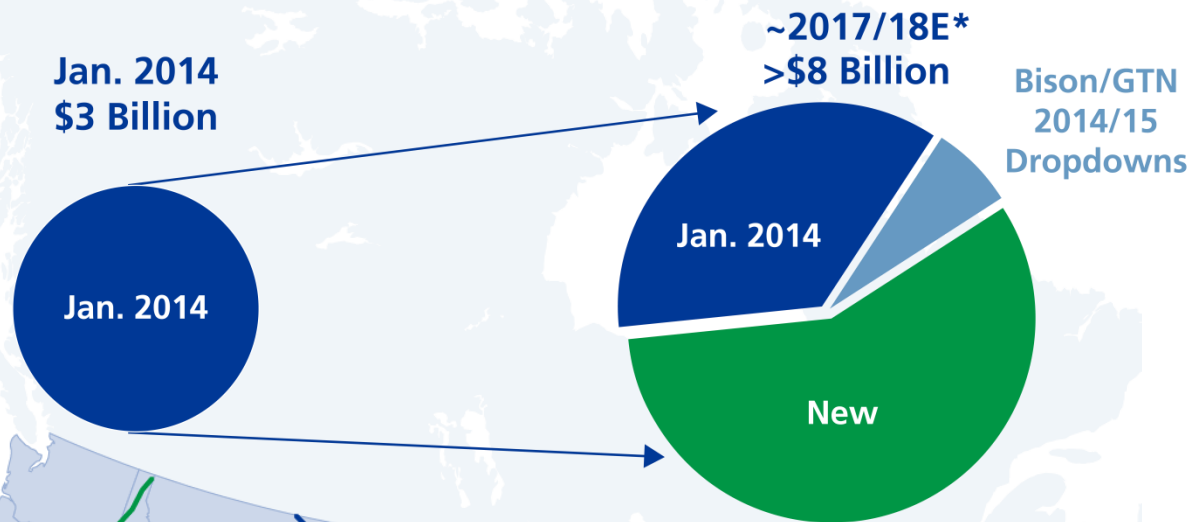 Jan. 2014
$3 Billion
Jan. 2014
~2017/18E*
>$8 Billion
Bison/GTN
2014/15
Dropdowns
Jan. 2014
New